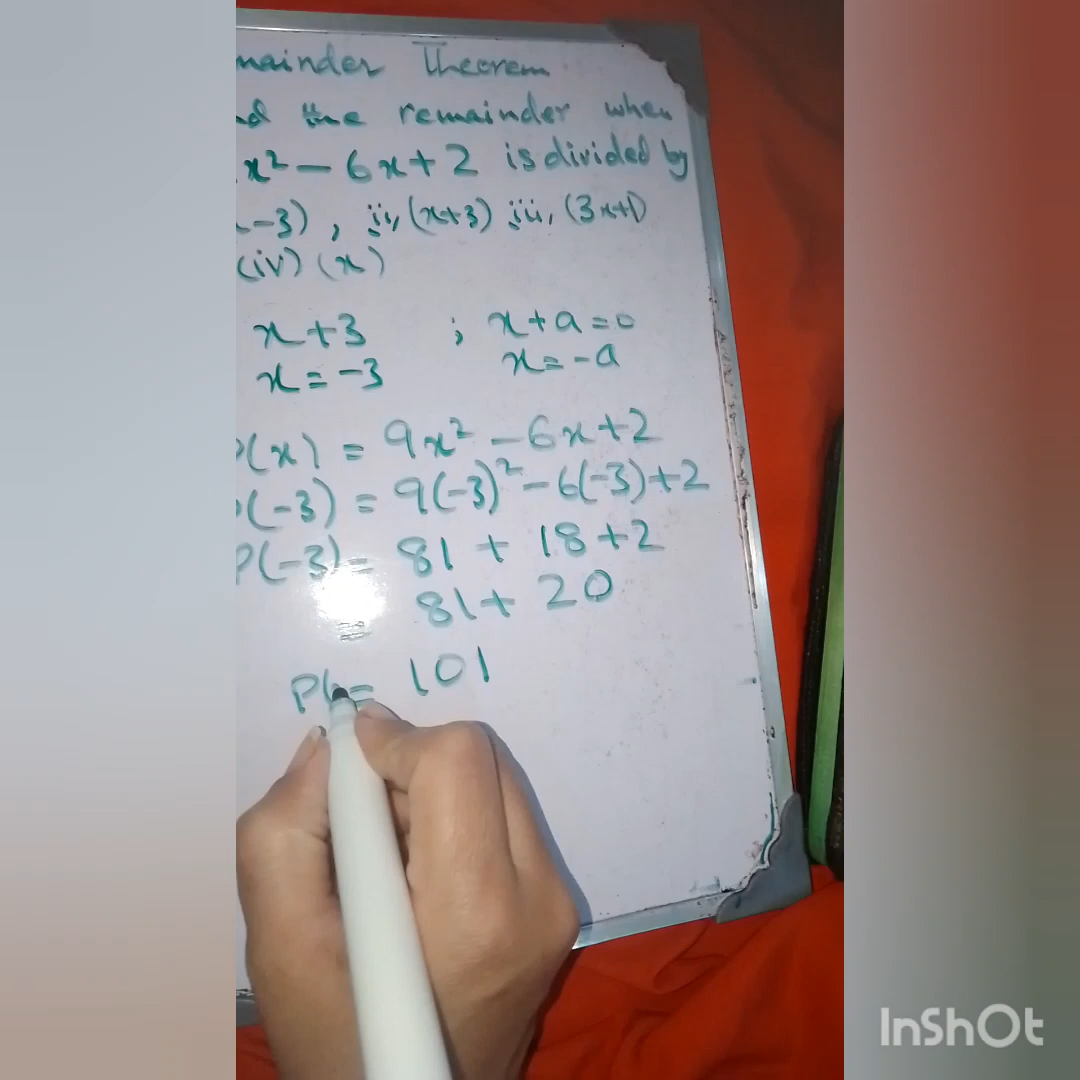 mainder Theorem
nd the remainder when
x² - 6x+2 is divided by
-3) , ii, (x+3) iii, (3x+1)
(iv) (x)
x+3 ; x+a=0
x=-3 x=-a
P(x) = 9x² -6x+2
P(-3) = 9(-3)² -6(-3)+2
P(-3) = 81 + 18+2
= 81+ 20
P( = 101
InShOt